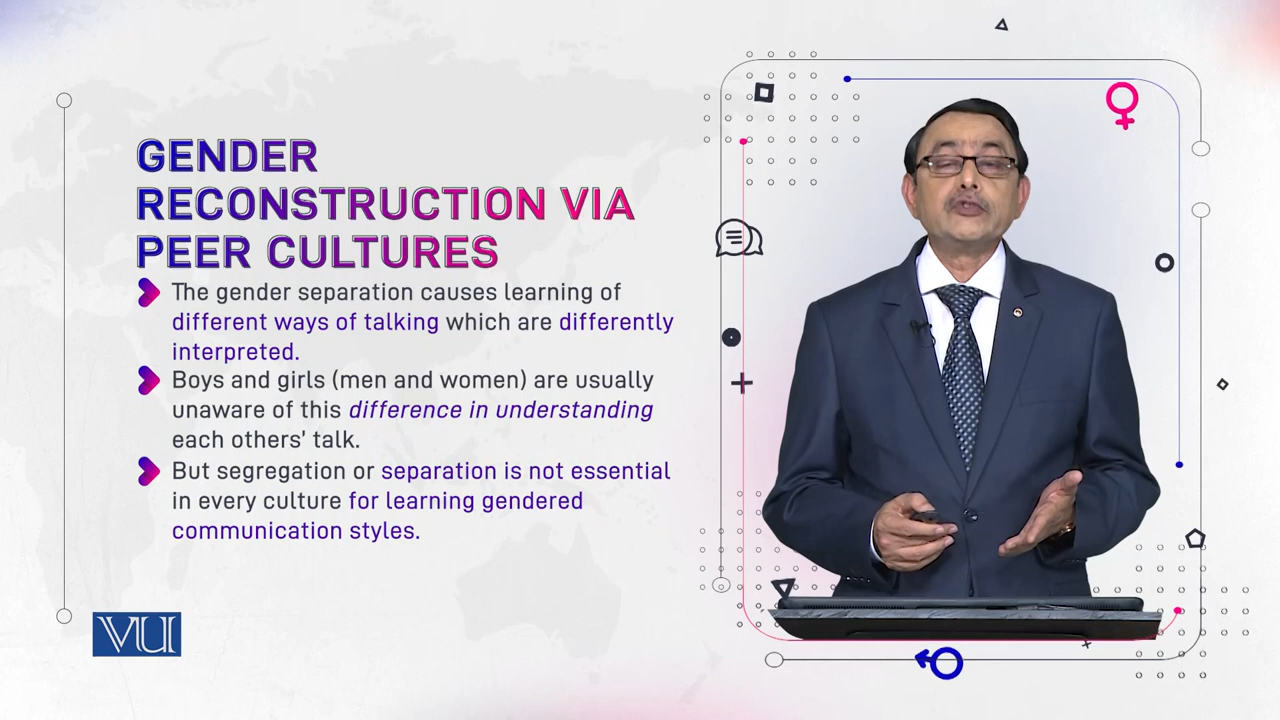 GENDER
RECONSTRUCTION VIA
PEER CULTURES
The gender separation causes learning of
different ways of talking which are differently
interpreted.
Boys and girls (men and women) are usually
unaware of this difference in understanding
each others' talk.
But segregation or separation is not essential
in every culture for learning gendered
communication styles.
VU